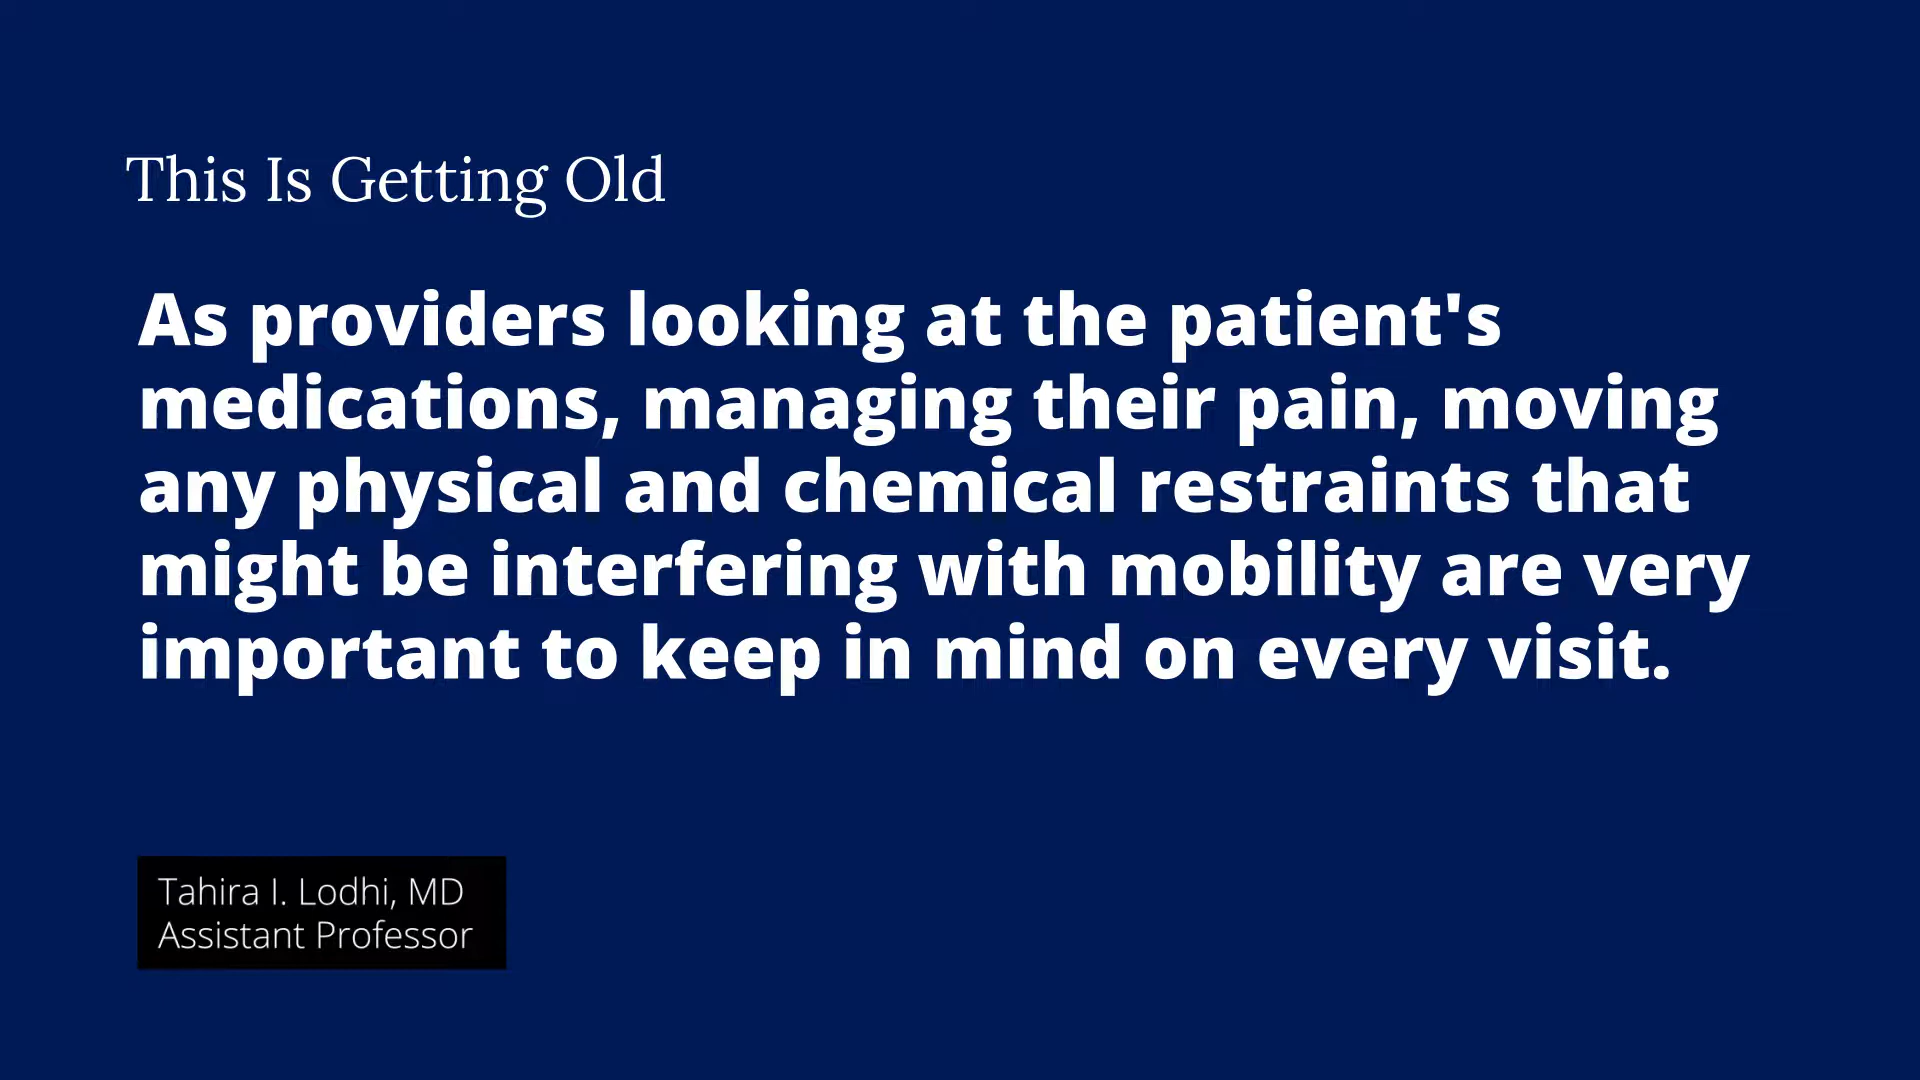 This Is Getting Old
As providers looking at the patient's
medications, managing their pain, moving
any physical and chemical restraints that
might be interfering with mobility are very
important to keep in mind on every visit.
Tahira I. Lodhi, MD
Assistant Professor